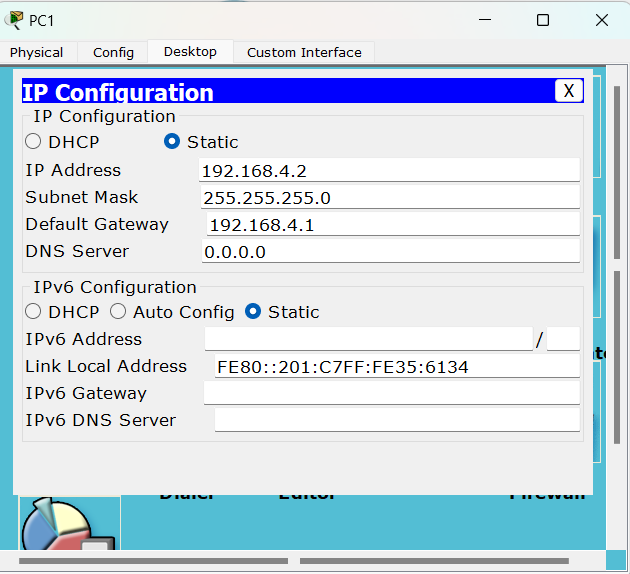 PC1
Physical Config Desktop Custom Interface
IP Configuration X
IP Configuration
DHCP Static
IP Address 192.168.4.2
Subnet Mask 255.255.255.0
Default Gateway 192.168.4.1
DNS Server 0.0.0.0
IPv6 Configuration
DHCP Auto Config Static
IPv6 Address /
Link Local Address FE80::201:C7FF:FE35:6134
IPv6 Gateway
IPv6 DNS Server
Dialer Editor Firewall